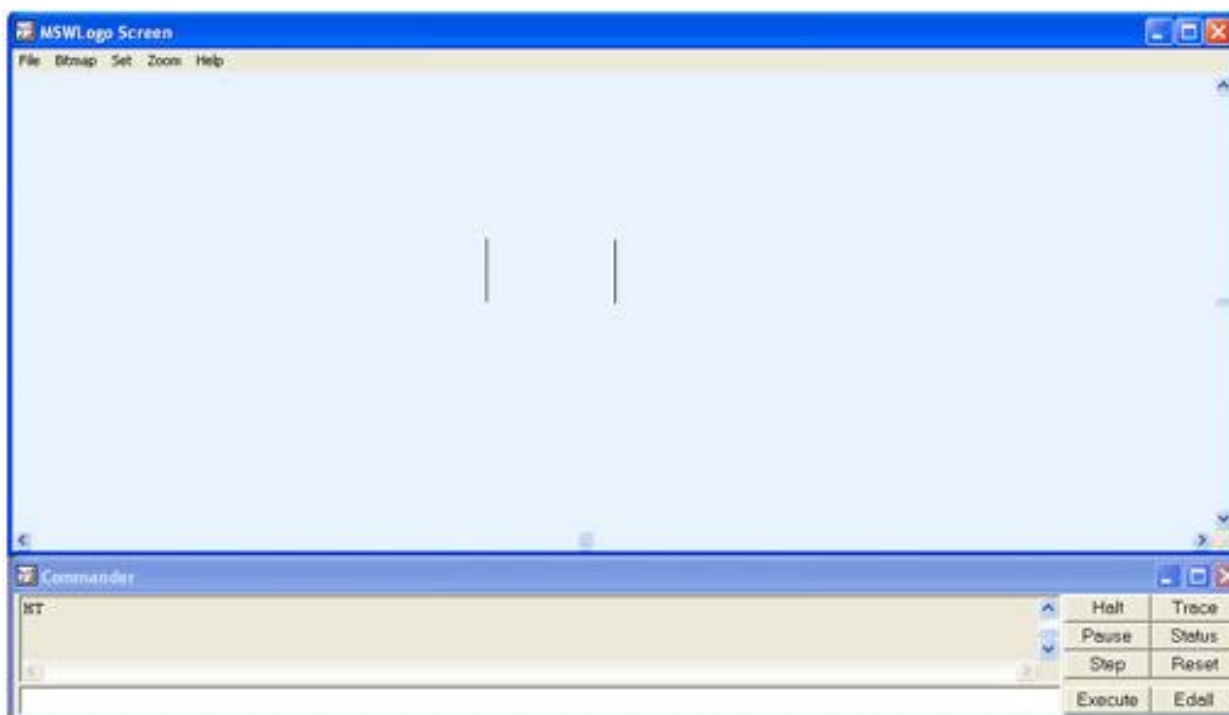 MSWLogo Screen
File Bitmap Set Zoom Help
Commander
HT
Halt Trace
Pause Status
Step Reset
Execute Edall